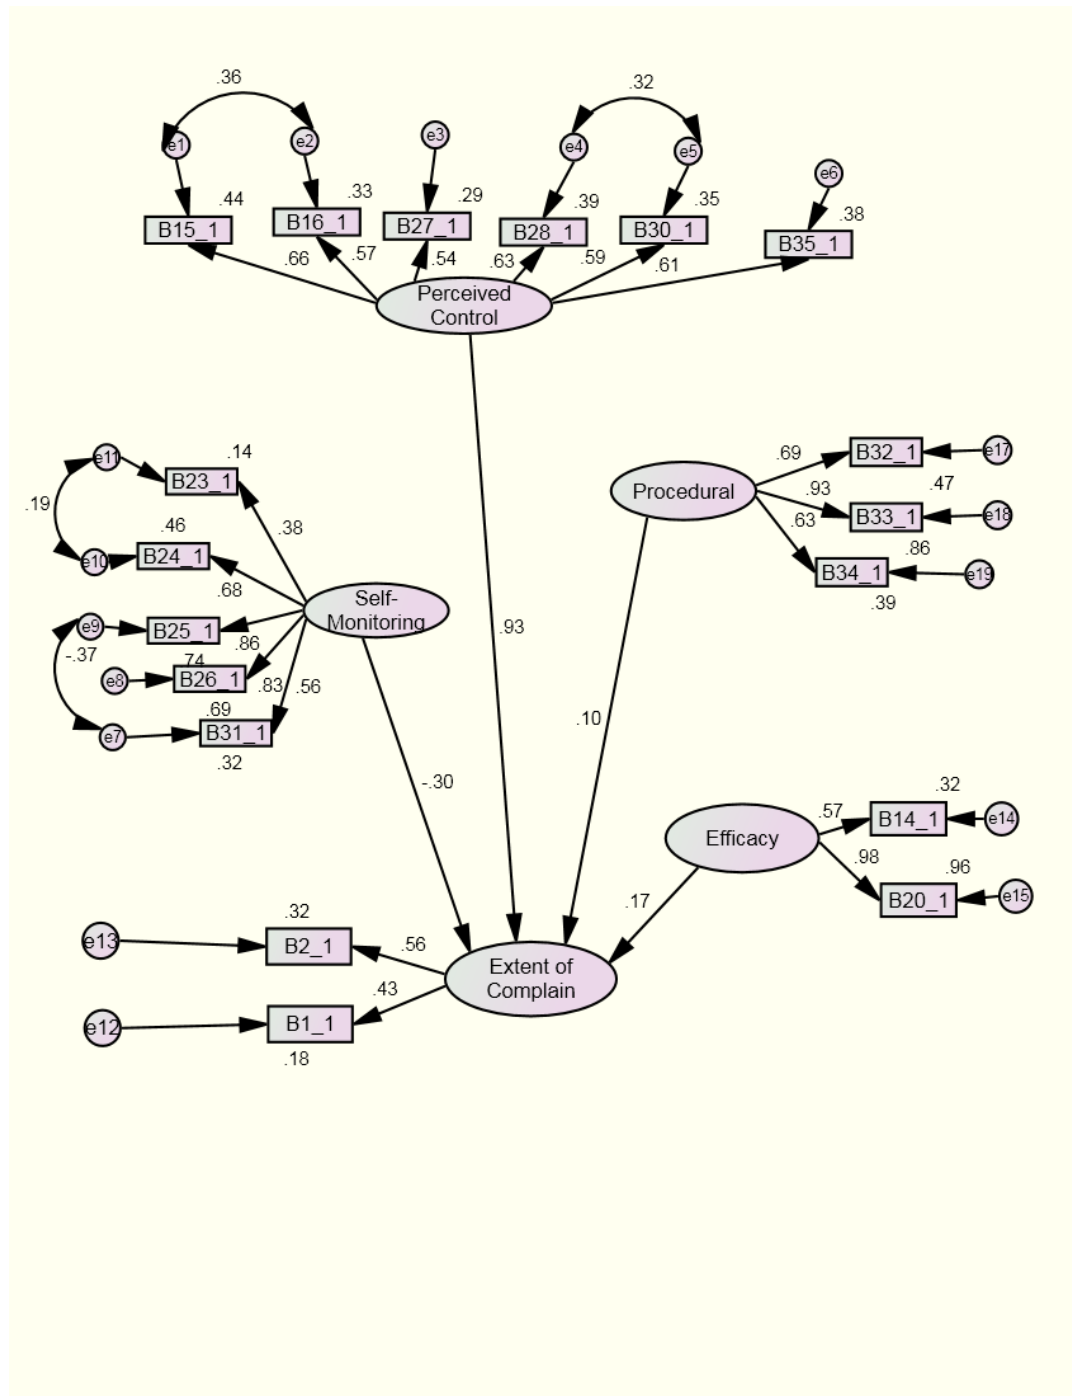 .36
.32
e1
e2
e3
e4
e5
e6
.44
.33
.29
.39
.35
.38
B15_1
B16_1
B27_1
B28_1
B30_1
B35_1
.66
.57
.54
.63
.59
.61
Perceived
Control
e11
.14
B23_1
.19
.46
.38
e10
B24_1
.68
Self-
Monitoring
e9
B25_1
-.37
.86
.74
e8
B26_1
.83
.56
.69
e7
B31_1
.32
.69
B32_1
e17
Procedural
.93
.47
.63
B33_1
e18
.86
B34_1
e19
.39
.93
.10
-.30
.32
.57
B14_1
e14
Efficacy
.98
.96
B20_1
e15
.17
.32
e13
B2_1
.56
Extent of
Complain
.43
e12
B1_1
.18